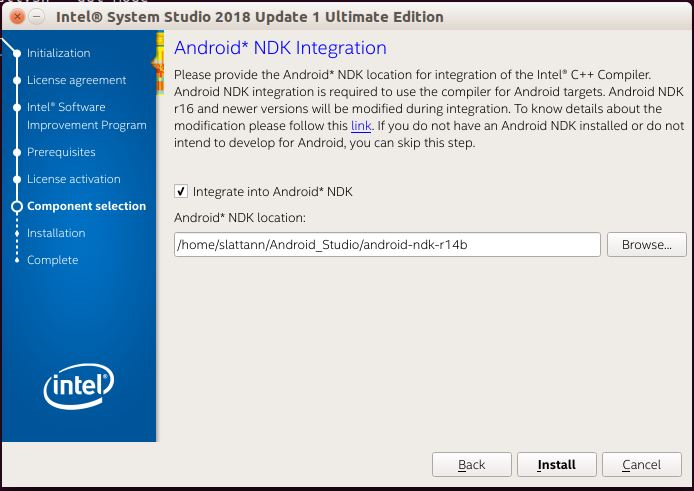 Intel® System Studio 2018 Update 1 Ultimate Edition
Initialization
License agreement
Intel® Software
Improvement Program
Prerequisites
License activation
Component selection
Installation
Complete
intel®
Android* NDK Integration
Please provide the Android* NDK location for integration of the Intel® C++ Compiler.
Android NDK integration is required to use the compiler for Android targets. Android NDK
r16 and newer versions will be modified during integration. To know details about the
modification please follow this link. If you do not have an Android NDK installed or do not
intend to develop for Android, you can skip this step.
Integrate into Android* NDK
Android* NDK location:
/home/slattann/Android_Studio/android-ndk-r14b
Browse...
Back
Install
Cancel